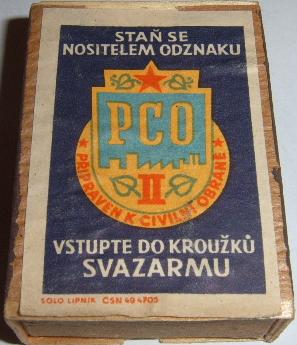 STAŇ SE
NOSITELEM ODZNAKU
PCO
II
PŘIPRAVEN K CIVILNÍ OBRANĚ
VSTUPTE DO KROUŽKŮ
SVAZARMU
SOLO LIPNÍK ČSN 49 4705